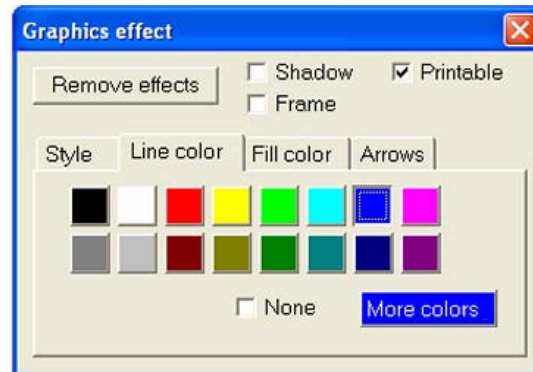 Graphics effect
Remove effects
Shadow
Printable
Frame
Style
Line color
Fill color
Arrows
None
More colors